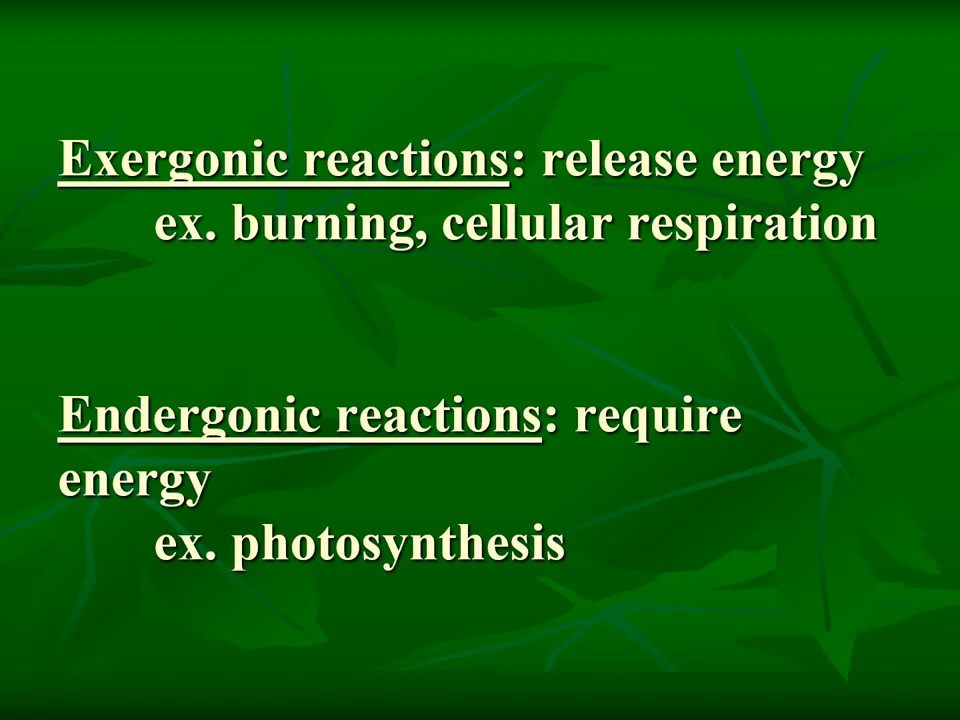 Exergonic reactions: release energy
ex. burning, cellular respiration
Endergonic reactions: require
energy
ex. photosynthesis